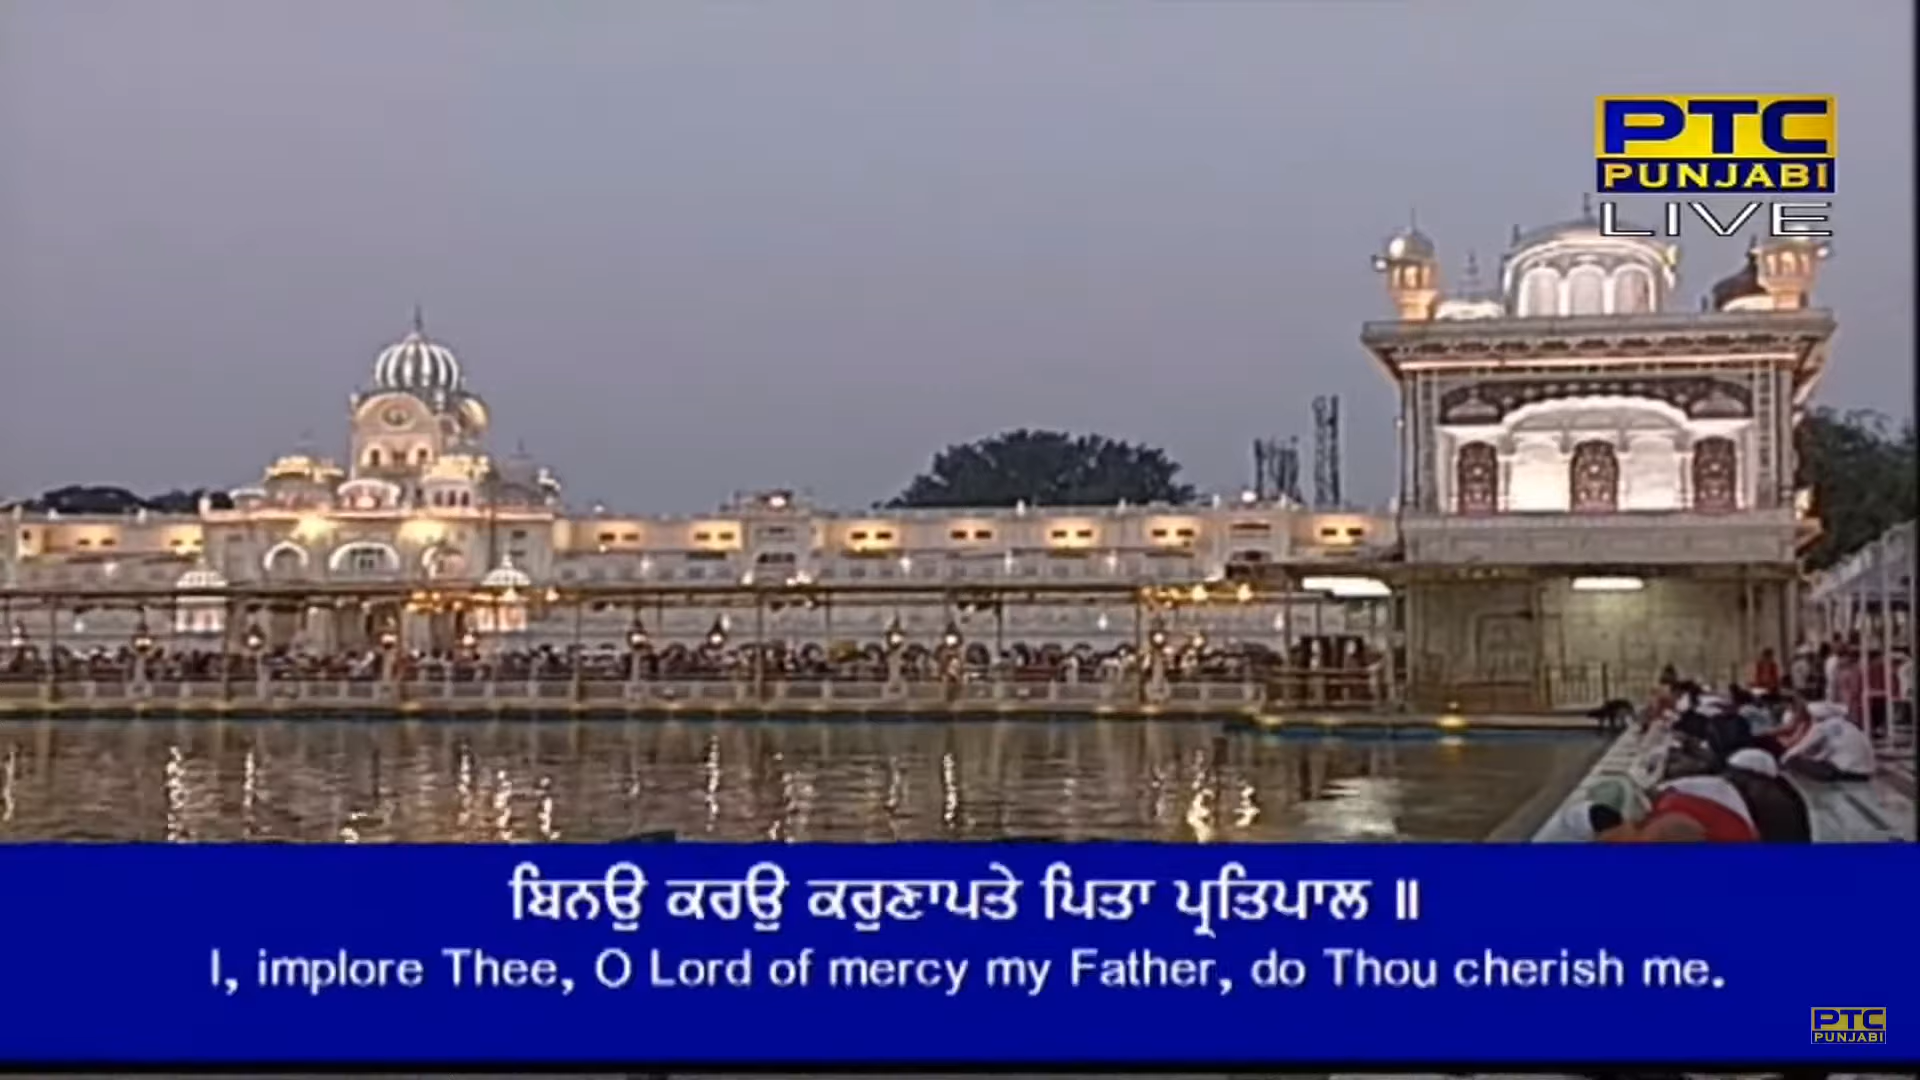 PTC
PUNJABI
LIVE
ਬਿਨਉ ਕਰਉ ਕਰੁਣਾਪਤੇ ਪਿਤਾ ਪ੍ਰਤਿਪਾਲ ॥
I, implore Thee, O Lord of mercy my Father, do Thou cherish me.
PTC
PUNJABI